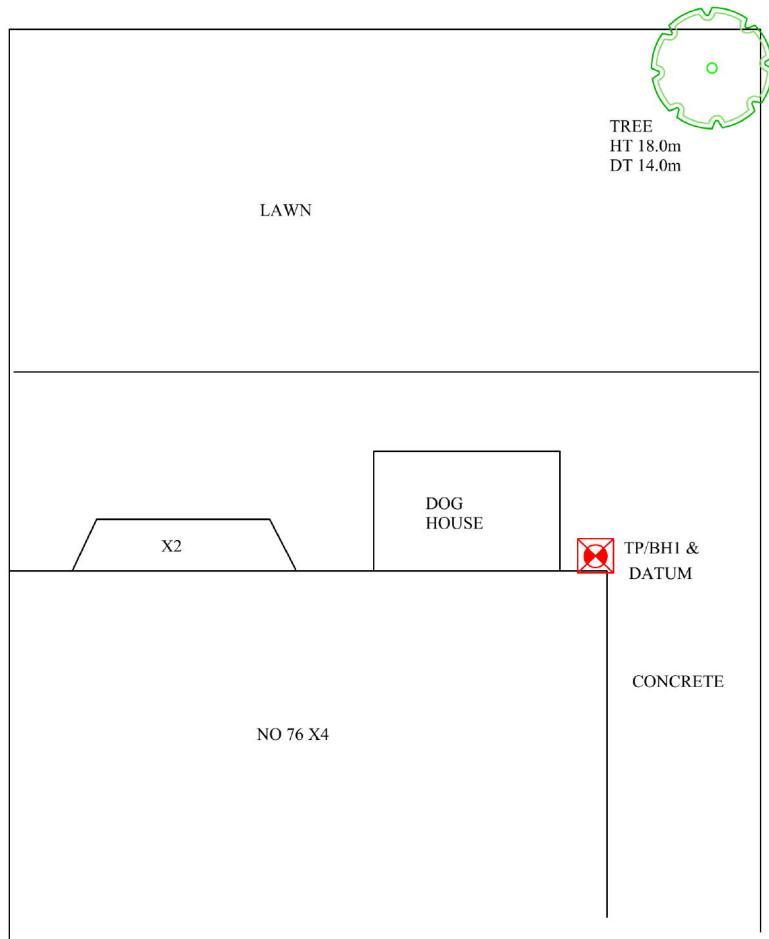 TREE
HT 18.0m
DT 14.0m
LAWN
DOG
HOUSE
X2
TP/BH1 &
DATUM
CONCRETE
NO 76 X4